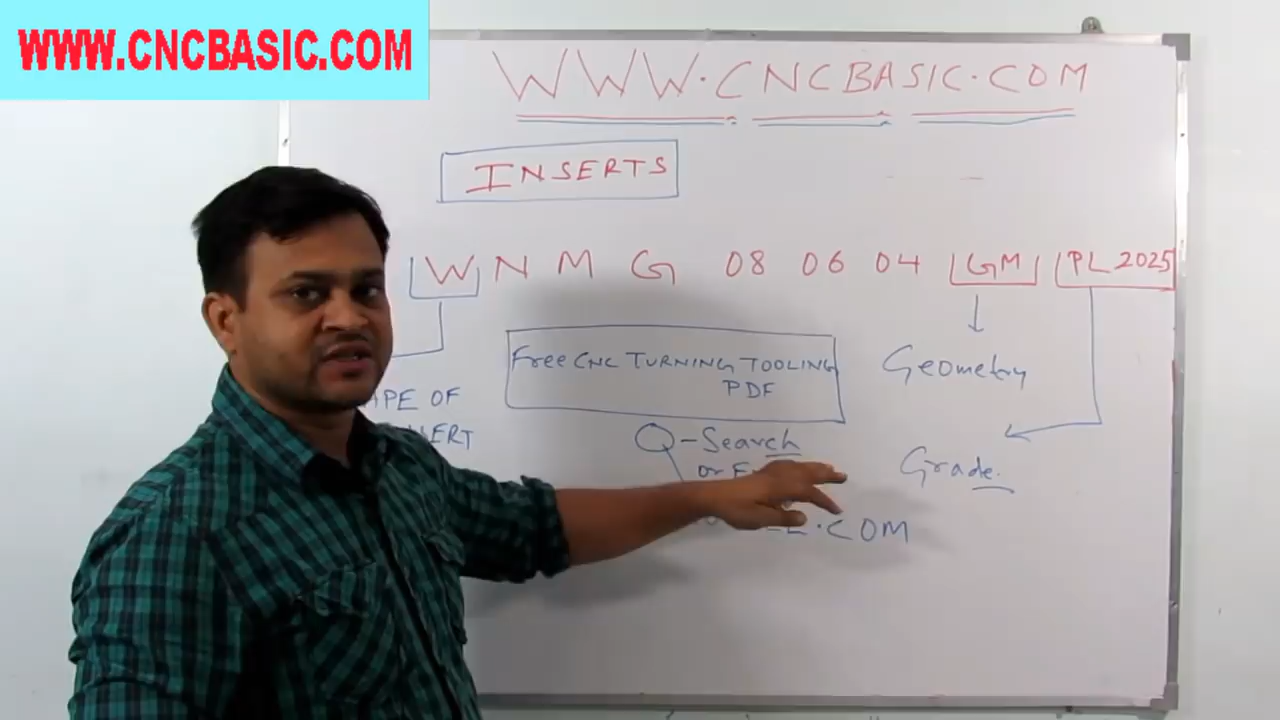 WWW.CNCBASIC.COM
WWW.CNCBASIC.COM
INSERTS
W N M G 08 06 04 GM PL 2025
Free CNC TURNING TOOLING
PDF
Geometry
APE OF
Q-Search
or
Grade.
.COM